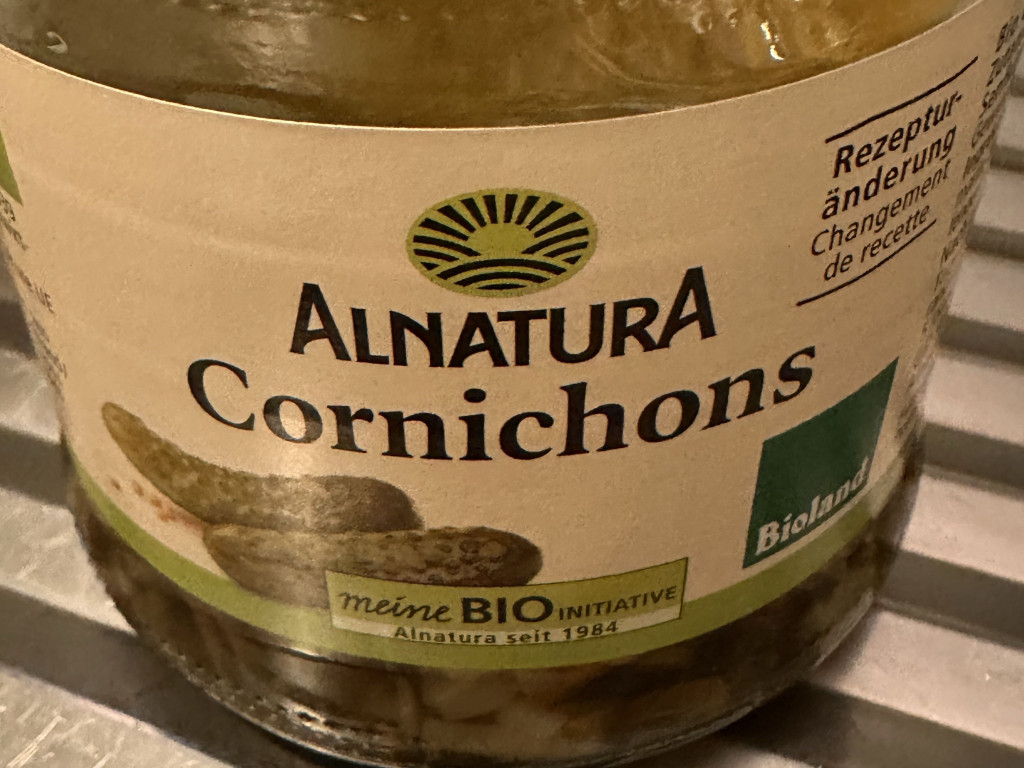 Rezeptur-
änderung
Changement
de recette
ALNATURA
Cornichons
Bioland
meine BIO INITIATIVE
Alnatura seit 1984